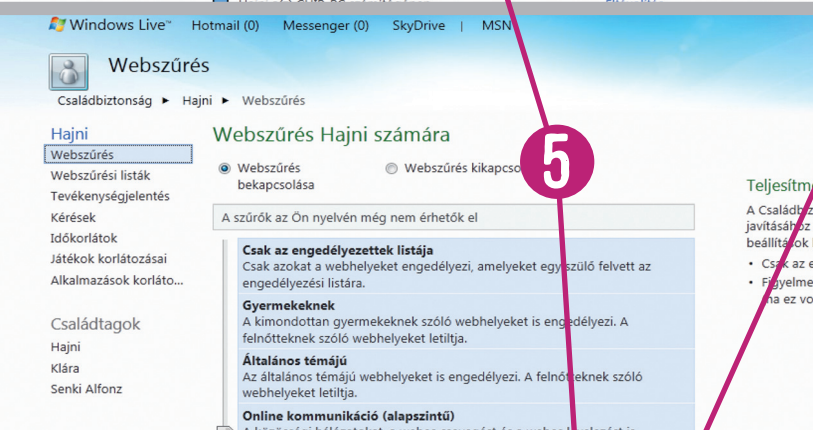 Windows Live™ Hotmail (0) Messenger (0) SkyDrive | MSN
Webszűrés
Családbiztonság ► Hajni ► Webszűrés
Hajni
Webszűrés
Webszűrési listák
Tevékenységjelentés
Kérések
Időkorlátok
Játékok korlátozásai
Alkalmazások korláto...
Családtagok
Hajni
Klára
Senki Alfonz
Webszűrés Hajni számára
Webszűrés bekapcsolása
Webszűrés kikapcso
5
A szűrők az Ön nyelvén még nem érhetők el
Csak az engedélyezettek listája
Csak azokat a webhelyeket engedélyezi, amelyeket egy szülő felvett az
engedélyezési listára.
Gyermekeknek
A kimondottan gyermekeknek szóló webhelyeket is engedélyezi. A
felnőtteknek szóló webhelyeket letiltja.
Általános témájú
Az általános témájú webhelyeket is engedélyezi. A felnőtteknek szóló
webhelyeket letiltja.
Online kommunikáció (alapszintű)
Teljesítm
A Családbiz
javításához
beállítások
• Csak az e
• Figyelme
ha ez vo